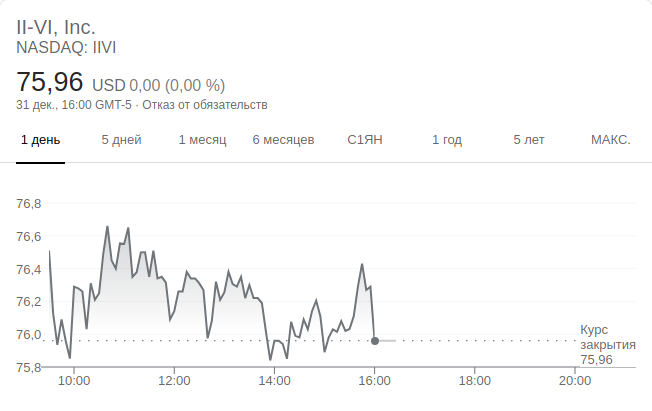 II-VI, Inc.
NASDAQ: IIVI
75,96 USD 0,00 (0,00 %)
31 дек., 16:00 GMT-5 · Отказ от обязательств
1 день 5 дней 1 месяц 6 месяцев С1ЯН 1 год 5 лет МАКС.
76,8
76,6
76,4
76,2
76,0
Курс
закрытия
75,96
75,8
10:00 12:00 14:00 16:00 18:00 20:00